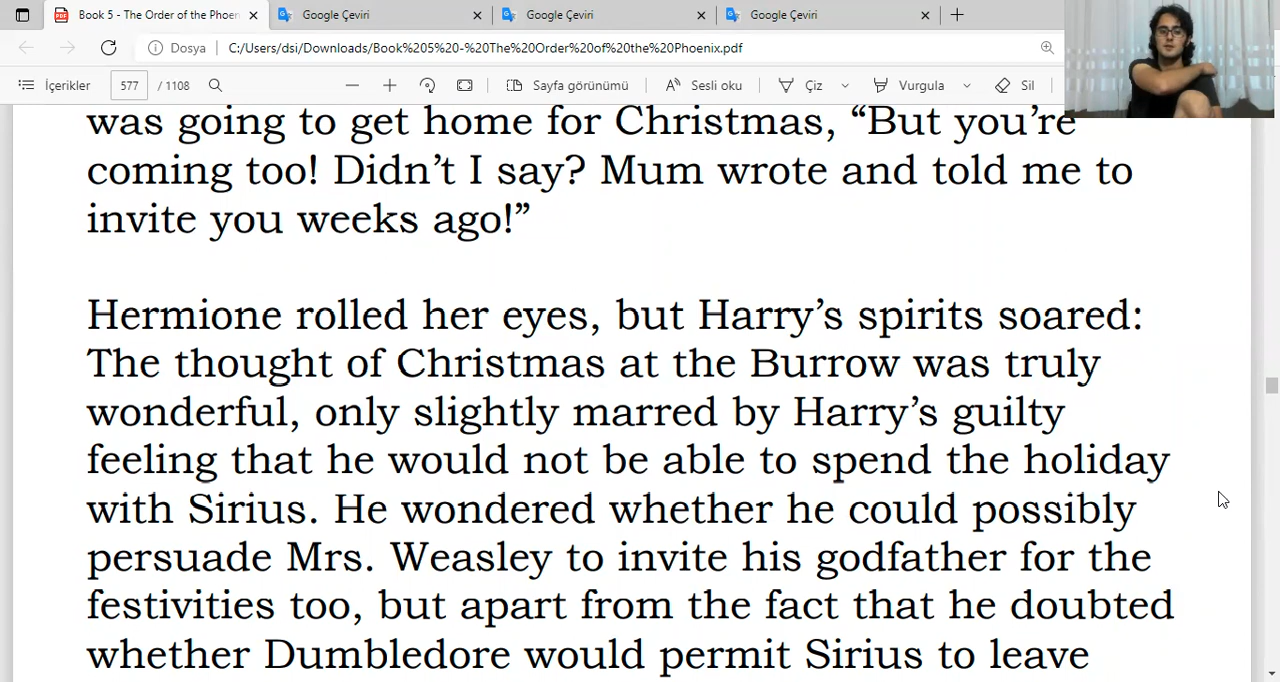 Book 5 - The Order of the Phoen
Google Çeviri
Google Çeviri
Google Çeviri
Dosya
C:/Users/dsi/Downloads/Book%205%20-%20The%20Order%20of%20the%20Phoenix.pdf
İçerikler
577 / 1108
Sayfa görünümü
Sesli oku
Çiz
Vurgula
Sil
was going to get home for Christmas, “But you’re
coming too! Didn’t I say? Mum wrote and told me to
invite you weeks ago!”
Hermione rolled her eyes, but Harry’s spirits soared:
The thought of Christmas at the Burrow was truly
wonderful, only slightly marred by Harry’s guilty
feeling that he would not be able to spend the holiday
with Sirius. He wondered whether he could possibly
persuade Mrs. Weasley to invite his godfather for the
festivities too, but apart from the fact that he doubted
whether Dumbledore would permit Sirius to leave